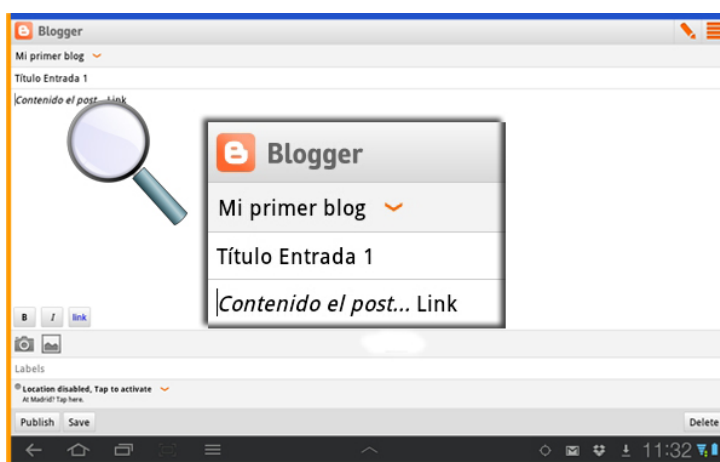 Blogger
Mi primer blog
Título Entrada 1
Contenido el post... Link
Blogger
Mi primer blog
Título Entrada 1
Contenido el post... Link
B I link
Labels
Location disabled, Tap to activate
At Madrid? Tap here.
Publish Save Delete
11:32